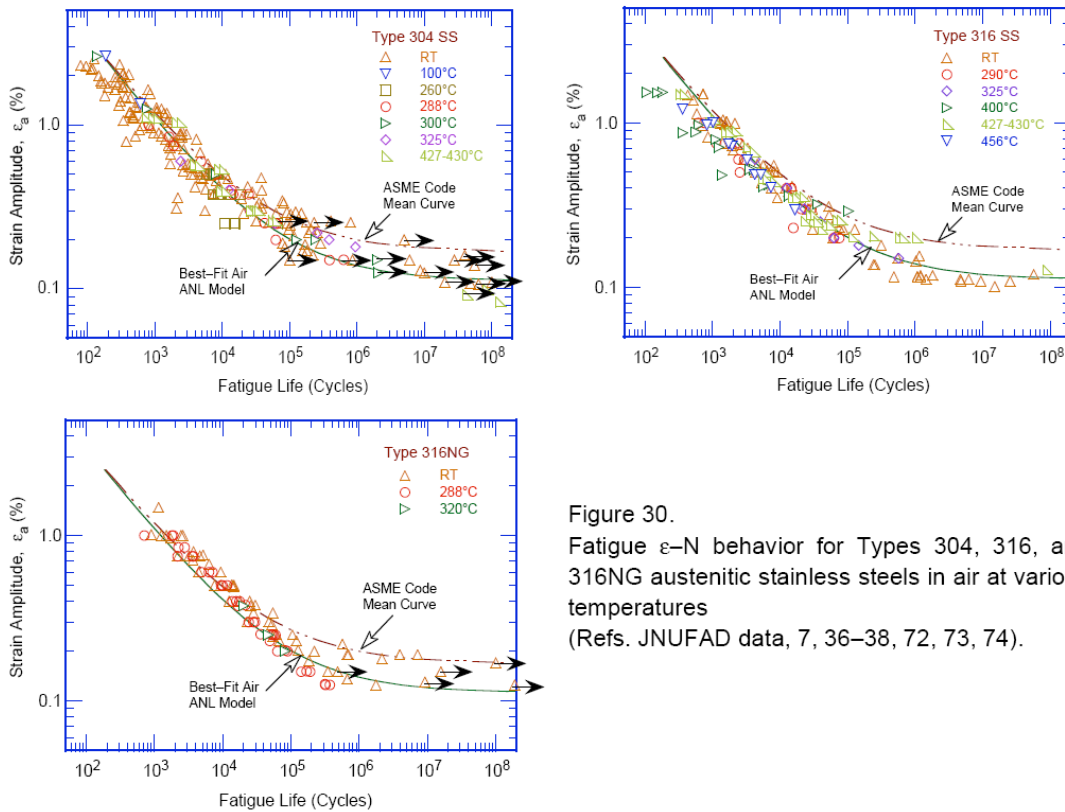 Type 304 SS
RT
100°C
260°C
288°C
300°C
325°C
427-430°C
ASME Code
Mean Curve
Best–Fit Air
ANL Model
Strain Amplitude, εa (%)
1.0
0.1
10² 10³ 10⁴ 10⁵ 10⁶ 10⁷ 10⁸
Fatigue Life (Cycles)
Type 316 SS
RT
290°C
325°C
400°C
427-430°C
456°C
ASME Code
Mean Curve
Best–Fit Air
ANL Model
Strain Amplitude, εa (%)
1.0
0.1
10² 10³ 10⁴ 10⁵ 10⁶ 10⁷ 10⁸
Fatigue Life (Cycles)
Type 316NG
RT
288°C
320°C
ASME Code
Mean Curve
Best–Fit Air
ANL Model
Strain Amplitude, εa (%)
1.0
0.1
10² 10³ 10⁴ 10⁵ 10⁶ 10⁷ 10⁸
Fatigue Life (Cycles)
Figure 30.
Fatigue ε–N behavior for Types 304, 316, a
316NG austenitic stainless steels in air at vario
temperatures
(Refs. JNUFAD data, 7, 36–38, 72, 73, 74).